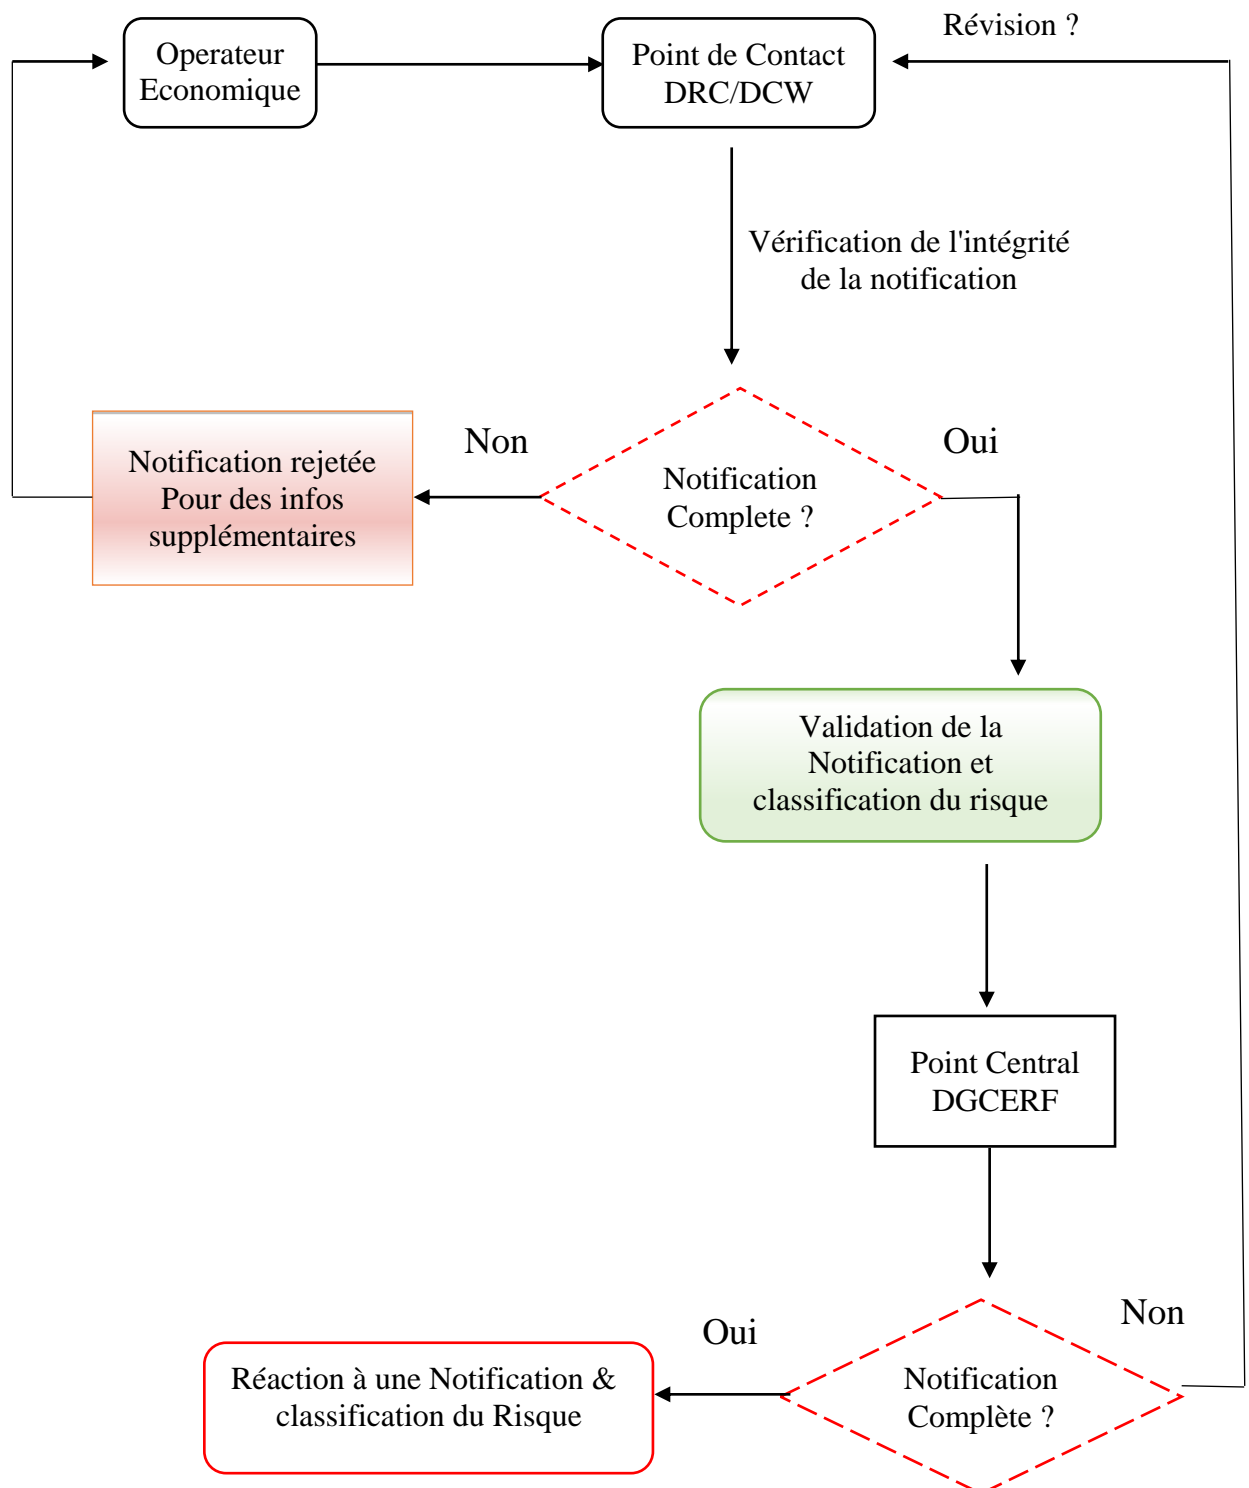 Révision ?
Operateur
Economique
Point de Contact
DRC/DCW
Vérification de l'intégrité
de la notification
Non
Oui
Notification rejetée
Pour des infos
supplémentaires
Notification
Complete ?
Validation de la
Notification et
classification du risque
Point Central
DGCERF
Non
Oui
Réaction à une Notification &
classification du Risque
Notification
Complète ?